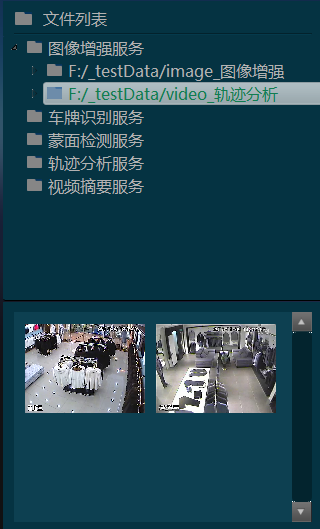 文件列表
图像增强服务
F:/_testData/image_图像增强
F:/_testData/video_轨迹分析
车牌识别服务
蒙面检测服务
轨迹分析服务
视频摘要服务